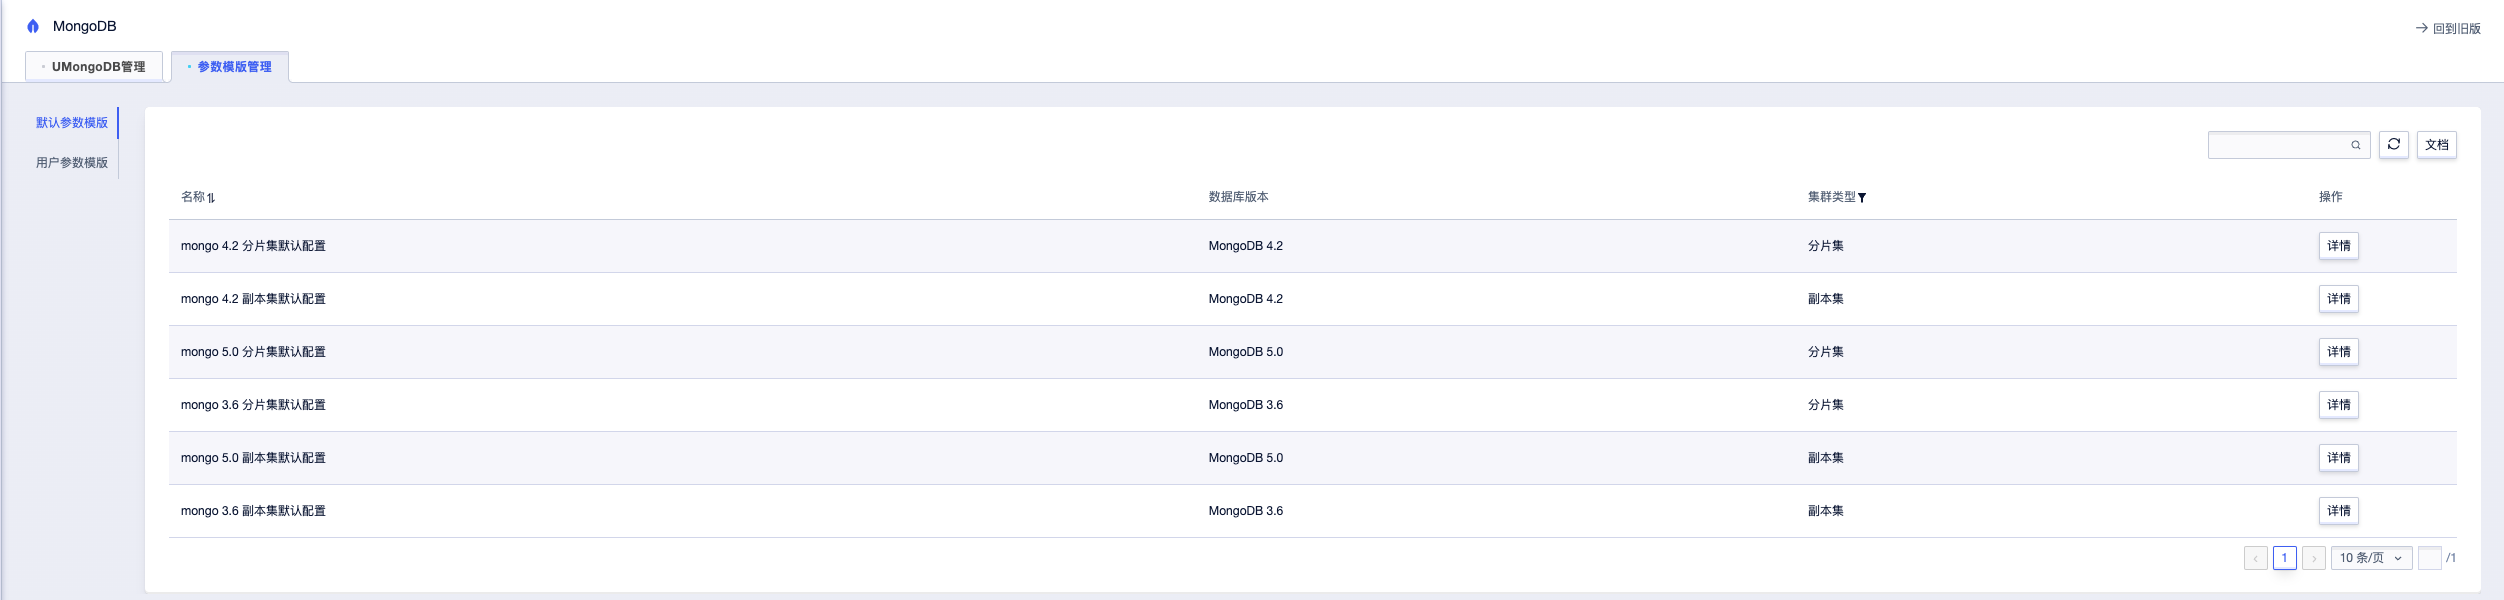 MongoDB
回到旧版
UMongoDB管理 参数模版管理
默认参数模版
用户参数模版
文档
名称 数据库版本 集群类型 操作
mongo 4.2 分片集默认配置 MongoDB 4.2 分片集 详情
mongo 4.2 副本集默认配置 MongoDB 4.2 副本集 详情
mongo 5.0 分片集默认配置 MongoDB 5.0 分片集 详情
mongo 3.6 分片集默认配置 MongoDB 3.6 分片集 详情
mongo 5.0 副本集默认配置 MongoDB 5.0 副本集 详情
mongo 3.6 副本集默认配置 MongoDB 3.6 副本集 详情
1 10 条/页 /1